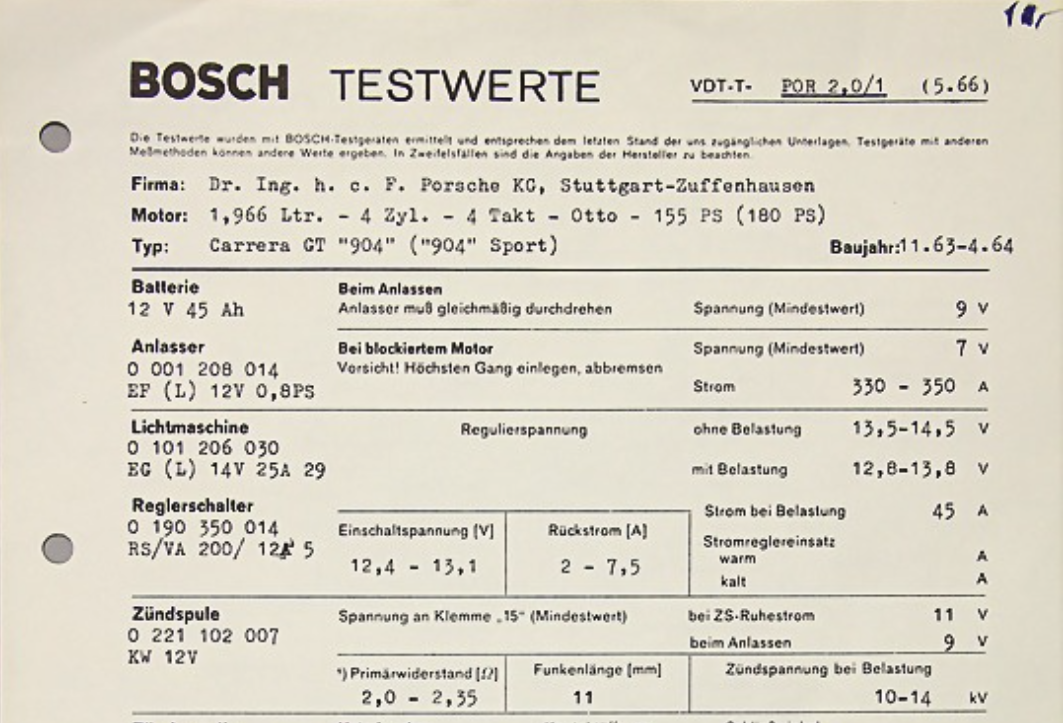 BOSCH TESTWERTE VDT-T- POR 2,0/1 (5.66)
Die Testwerte wurden mit BOSCH-Testgeräten ermittelt und entsprechen dem letzten Stand der uns zugänglichen Unterlagen. Testgeräte mit anderen
Meßmethoden können andere Werte ergeben. In Zweifelsfällen sind die Angaben der Hersteller zu beachten.
Firma: Dr. Ing. h. c. F. Porsche KG, Stuttgart-Zuffenhausen
Motor: 1,966 Ltr. - 4 Zyl. - 4 Takt - Otto - 155 PS (180 PS)
Typ: Carrera GT "904" ("904" Sport) Baujahr: 11.63-4.64
Batterie Beim Anlassen
12 V 45 Ah Anlasser muß gleichmäßig durchdrehen Spannung (Mindestwert) 9 V
Anlasser Bei blockiertem Motor Spannung (Mindestwert) 7 V
0 001 208 014 Vorsicht! Höchsten Gang einlegen, abbremsen
EF (L) 12V 0,8PS Strom 330 - 350 A
Lichtmaschine Regulierspannung ohne Belastung 13,5-14,5 V
0 101 206 030
EG (L) 14V 25A 29 mit Belastung 12,8-13,8 V
Reglerschalter Strom bei Belastung 45 A
0 190 350 014 Einschaltspannung [V] Rückstrom [A] Stromreglereinsatz
RS/VA 200/ 12A 5 warm A
12,4 - 13,1 2 - 7,5 kalt A
Zündspule Spannung an Klemme „15" (Mindestwert) bei ZS-Ruhestrom 11 V
0 221 102 007 beim Anlassen 9 V
KW 12V *) Primärwiderstand [Ω] Funkenlänge [mm] Zündspannung bei Belastung
2,0 - 2,35 11 10-14 kV